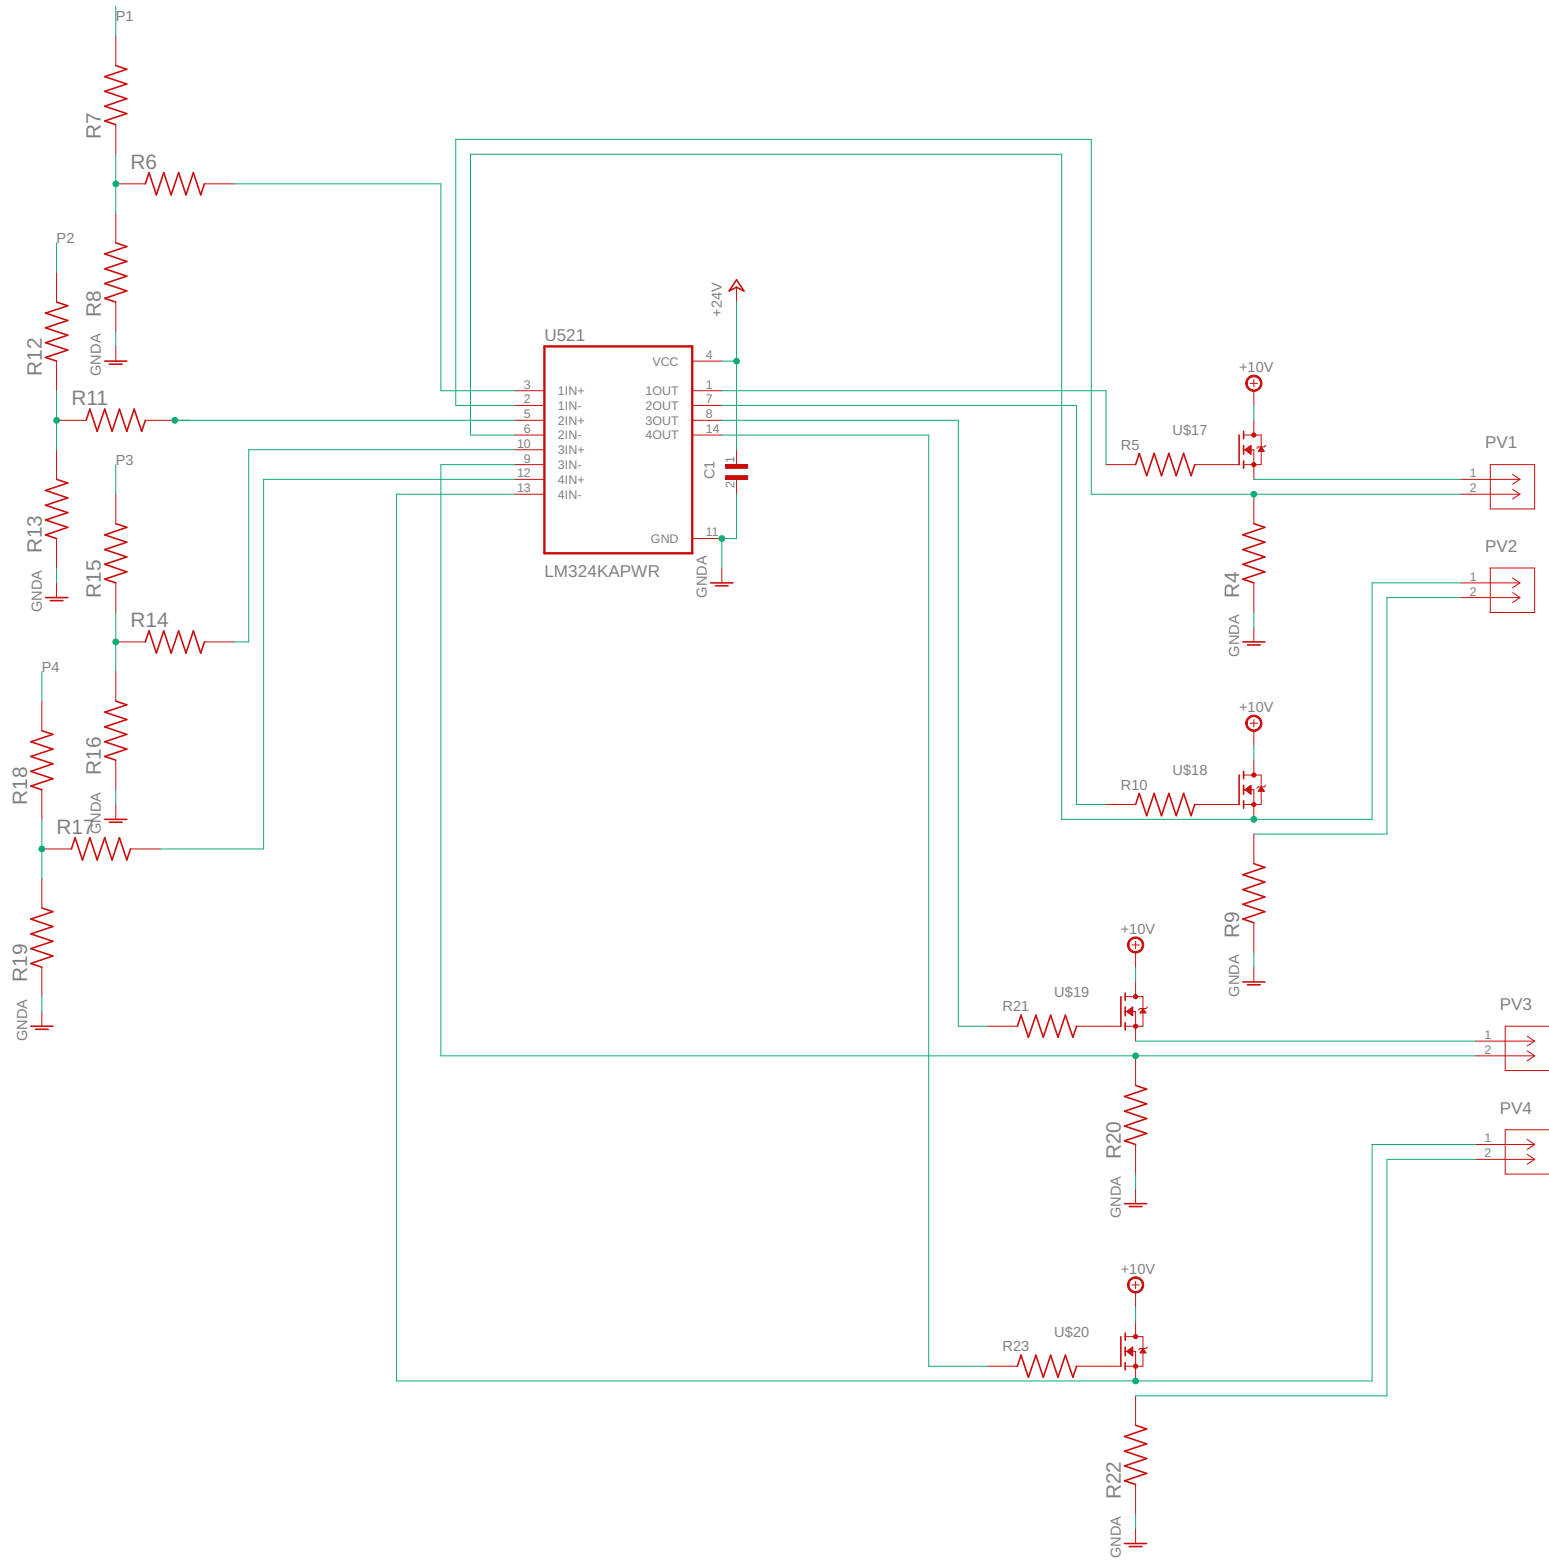 P1
R7
R6
P2
R8
GNDA
R12
R11
R13
GNDA
P3
R15
R14
P4
R16
GNDA
R18
R17
R19
GNDA
+24V
U521
VCC 4
3 1IN+ 1OUT 1
2 1IN- 2OUT 7
5 2IN+ 3OUT 8
6 2IN- 4OUT 14
10 3IN+
9 3IN-
12 4IN+
13 4IN-
GND 11
LM324KAPWR
C1
1
2
GNDA
+10V
U$17
R5
PV1
1
2
R4
GNDA
PV2
1
2
+10V
U$18
R10
R9
GNDA
+10V
U$19
R21
PV3
1
2
R20
GNDA
PV4
1
2
+10V
U$20
R23
R22
GNDA